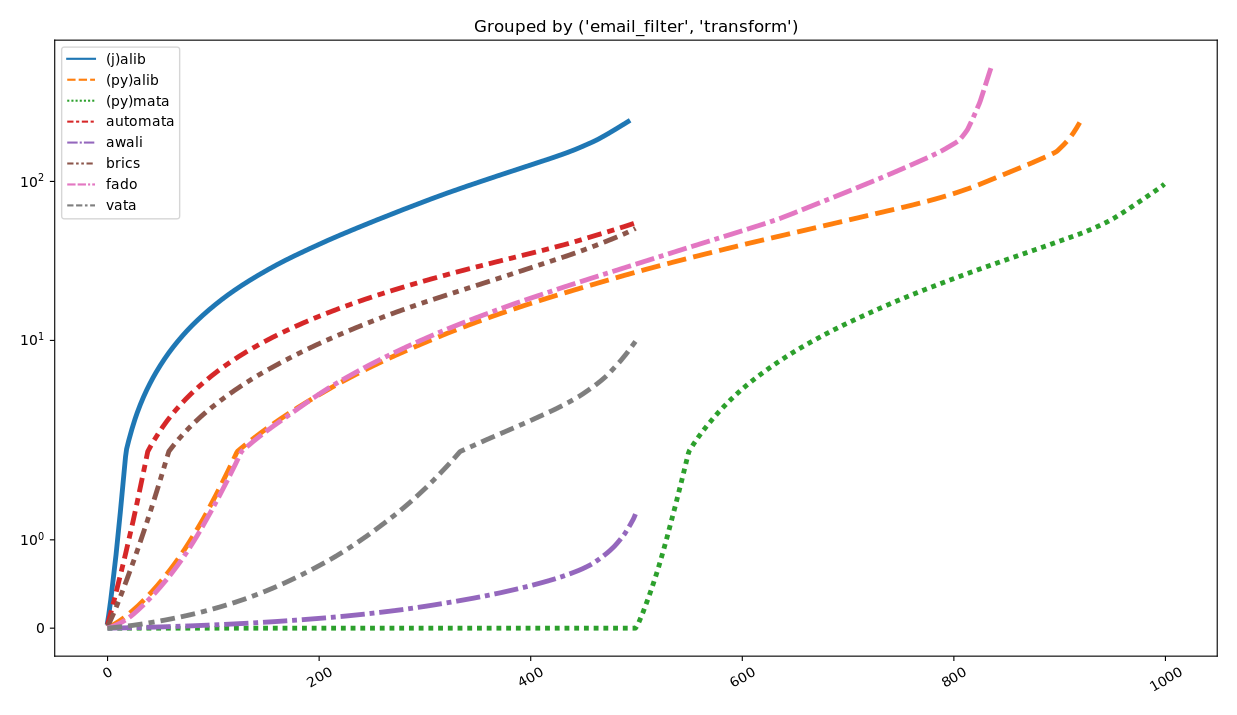 Grouped by ('email_filter', 'transform')
(j)alib
(py)alib
(py)mata
automata
awali
brics
fado
vata
10²
10¹
10⁰
0
0
200
400
600
800
1000